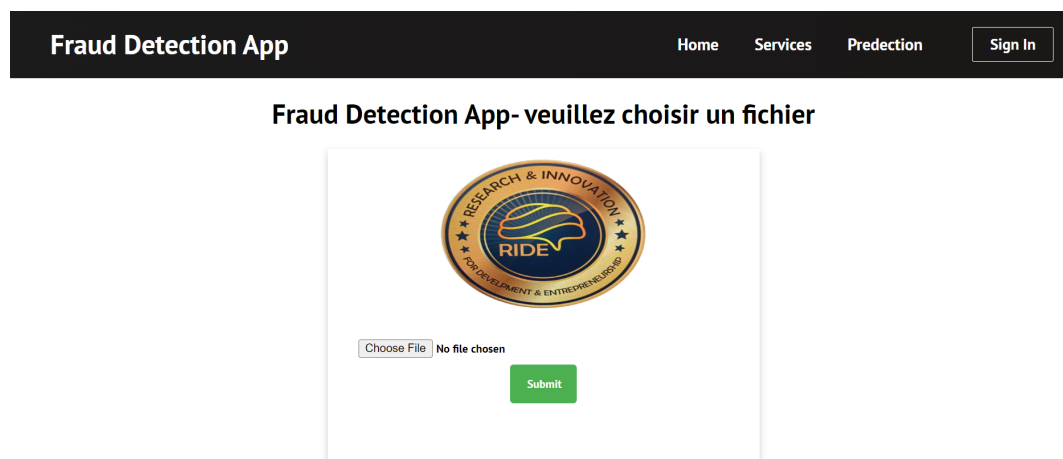 Fraud Detection App Home Services Predection Sign In
Fraud Detection App- veuillez choisir un fichier
RESEARCH & INNOVATION
RIDE
FOR DEVELPMENT & ENTREPRENEURSHIP
Choose File No file chosen
Submit